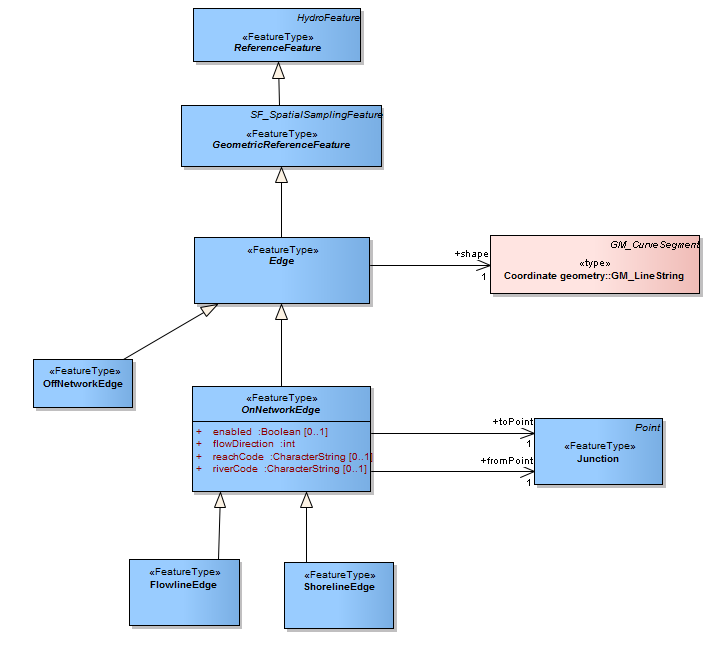 HydroFeature
«FeatureType»
ReferenceFeature
SF_SpatialSamplingFeature
«FeatureType»
GeometricReferenceFeature
«FeatureType»
Edge
+shape
1
GM_CurveSegment
«type»
Coordinate geometry::GM_LineString
«FeatureType»
OffNetworkEdge
«FeatureType»
OnNetworkEdge
+ enabled :Boolean [0..1]
+ flowDirection :int
+ reachCode :CharacterString [0..1]
+ riverCode :CharacterString [0..1]
+toPoint
1
+fromPoint
1
Point
«FeatureType»
Junction
«FeatureType»
FlowlineEdge
«FeatureType»
ShorelineEdge